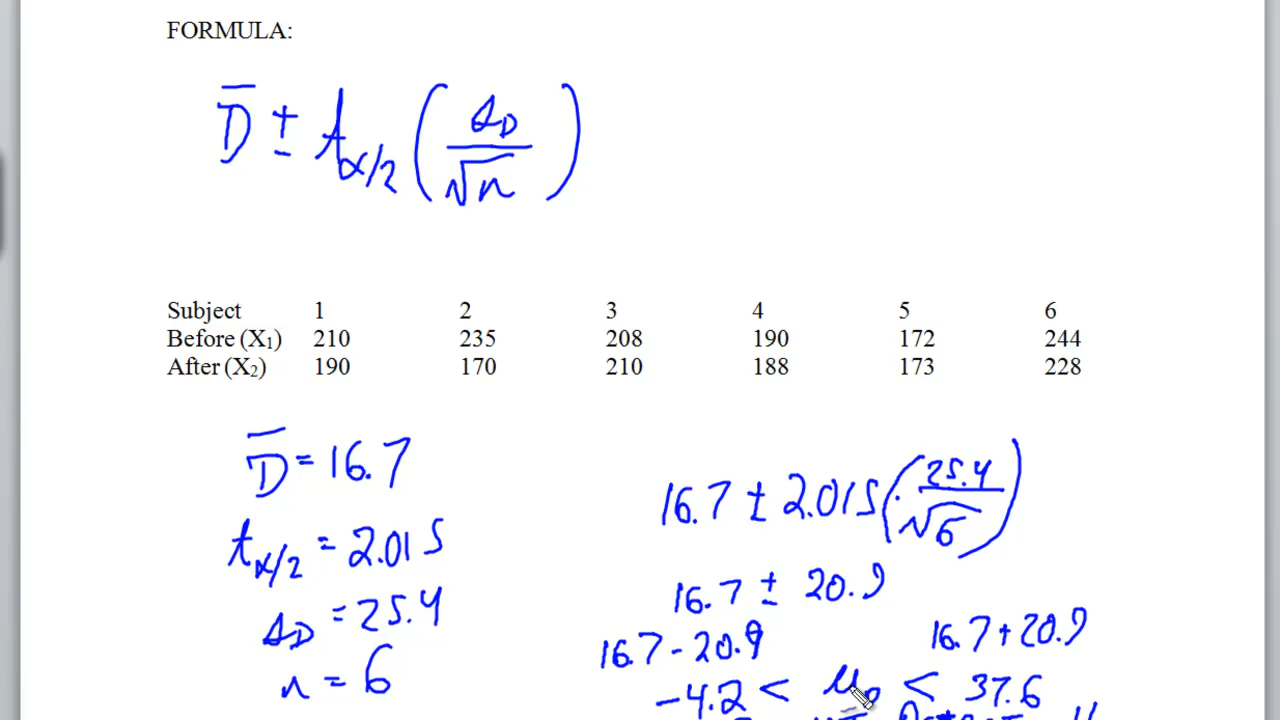 FORMULA:
D̄ ± t α/2 ( s_D / √n )
Subject 1 2 3 4 5 6
Before (X₁) 210 235 208 190 172 244
After (X₂) 190 170 210 188 173 228
D̄ = 16.7
t α/2 = 2.015
s_D = 25.4
n = 6
16.7 ± 2.015 ( · 25.4 / √6 )
16.7 ± 20.9
16.7 - 20.9
16.7 + 20.9
-4.2 < μ_D < 37.6